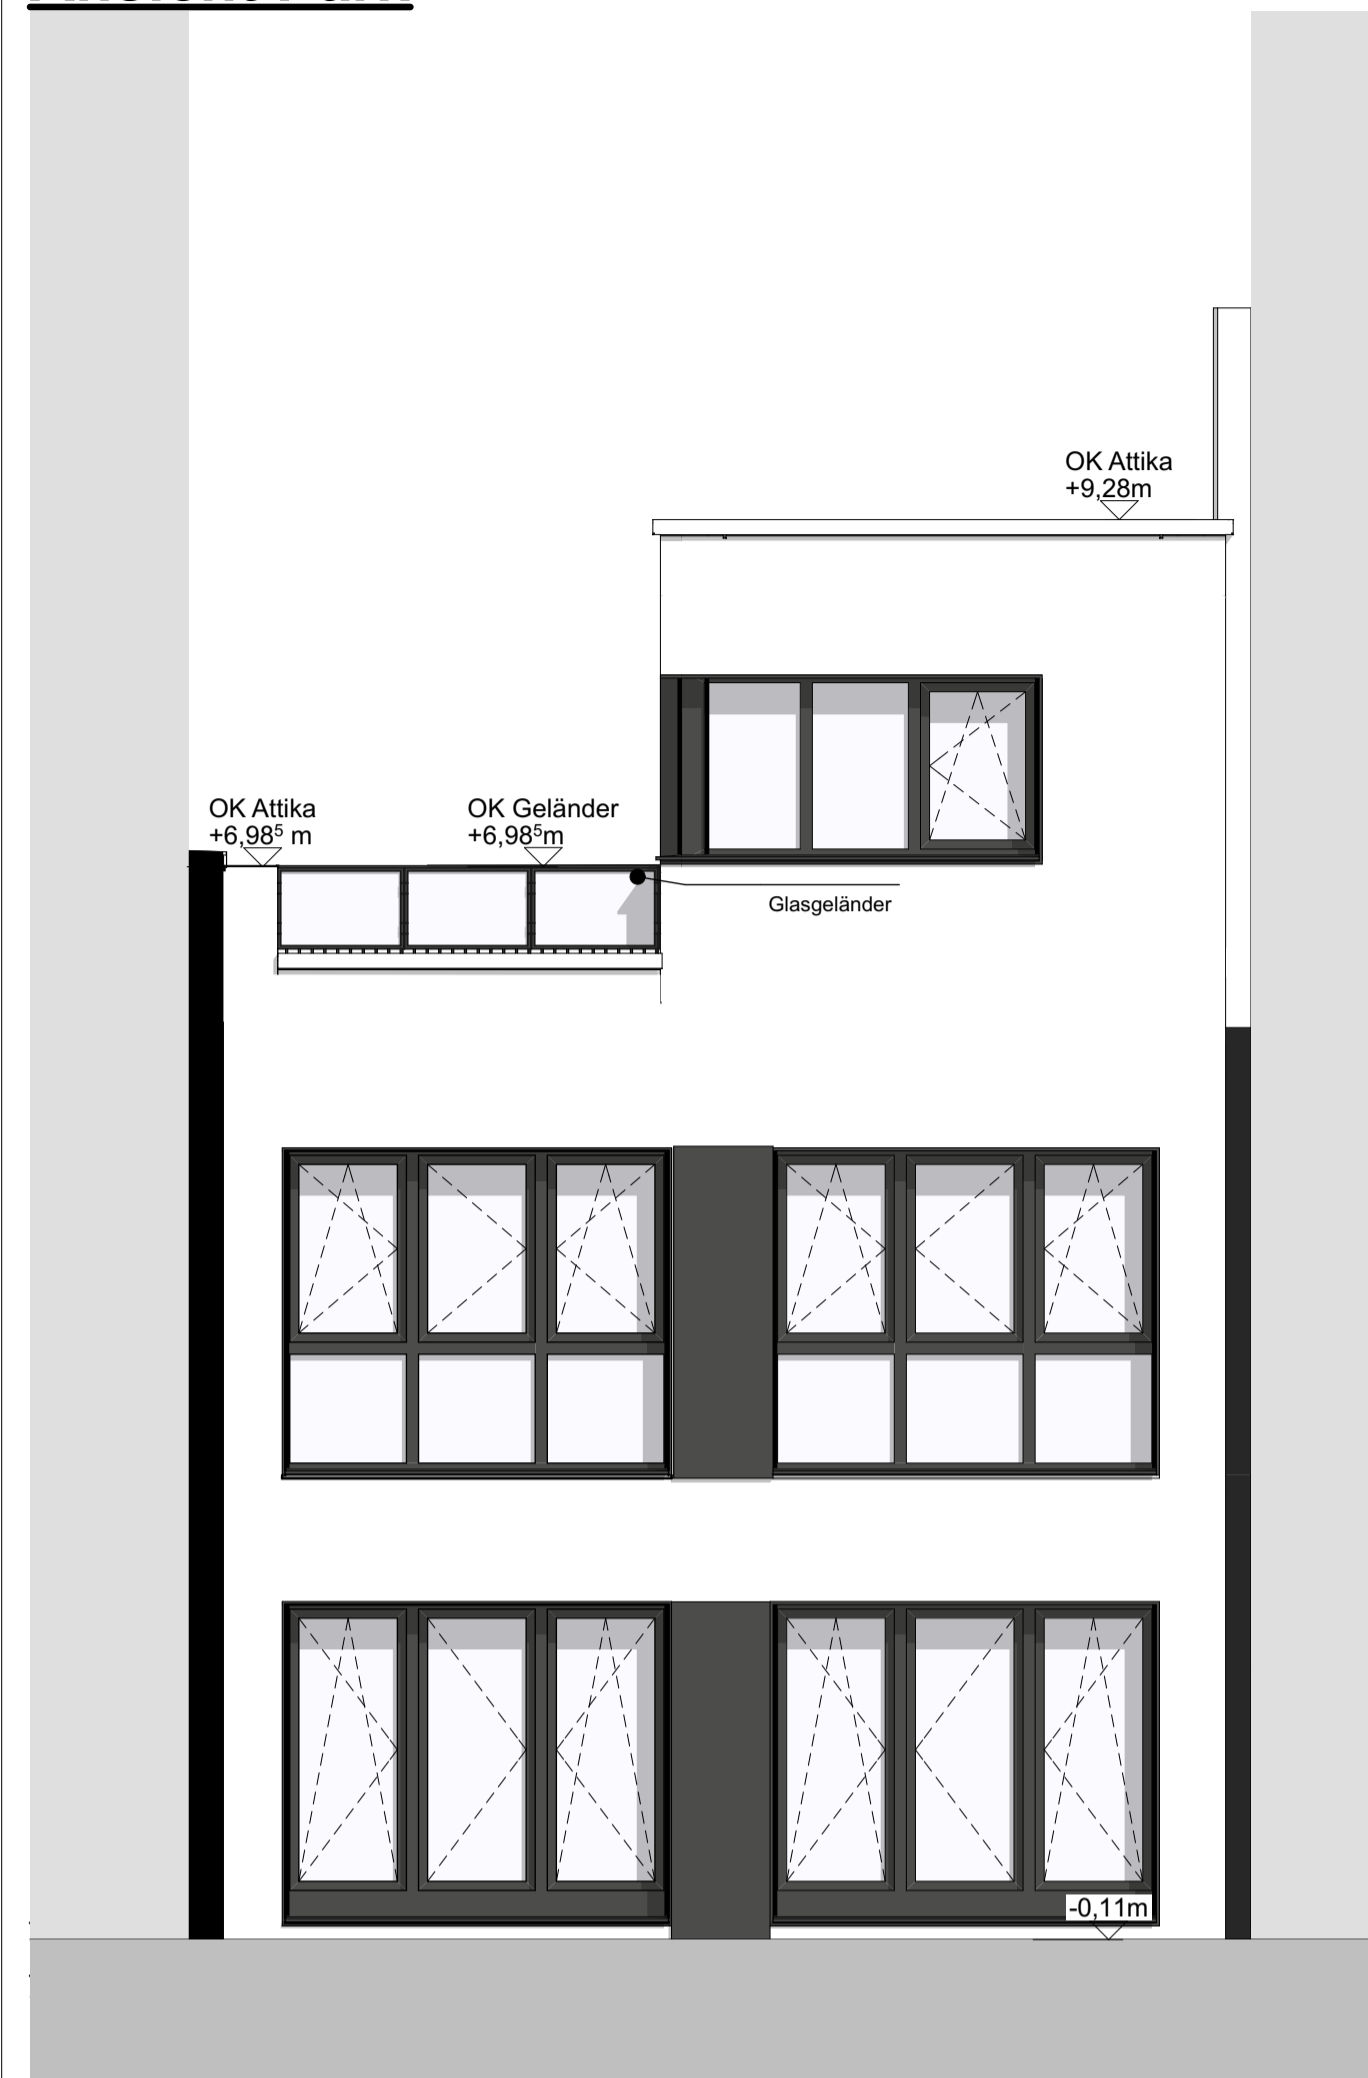 OK Attika
+9,28m
OK Attika
+6,98⁵ m
OK Geländer
+6,98⁵m
Glasgeländer
-0,11m